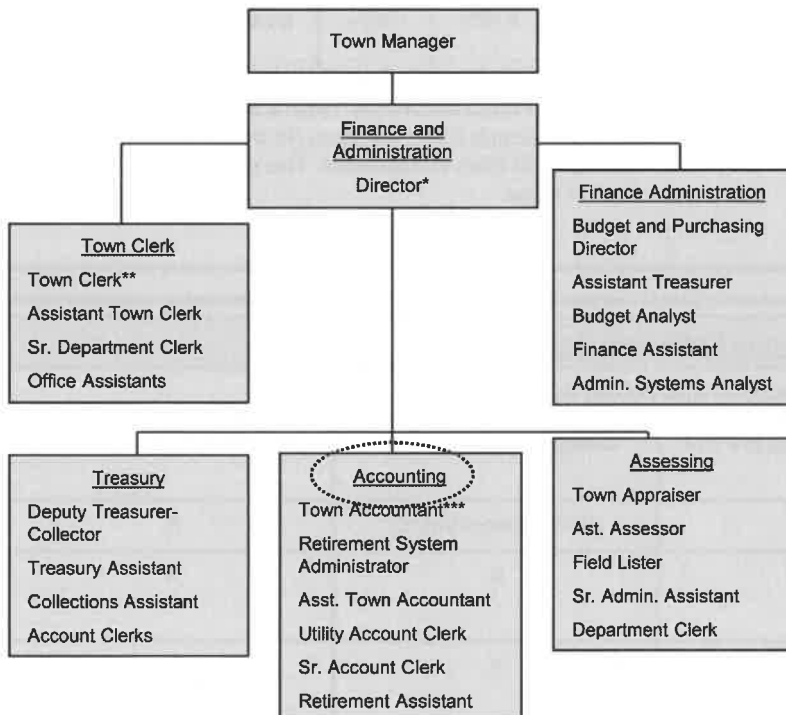 Town Manager
Finance and
Administration
Director*
Finance Administration
Budget and Purchasing
Director
Assistant Treasurer
Budget Analyst
Finance Assistant
Admin. Systems Analyst
Town Clerk
Town Clerk**
Assistant Town Clerk
Sr. Department Clerk
Office Assistants
Treasury
Deputy Treasurer-
Collector
Treasury Assistant
Collections Assistant
Account Clerks
Accounting
Town Accountant***
Retirement System
Administrator
Asst. Town Accountant
Utility Account Clerk
Sr. Account Clerk
Retirement Assistant
Assessing
Town Appraiser
Ast. Assessor
Field Lister
Sr. Admin. Assistant
Department Clerk